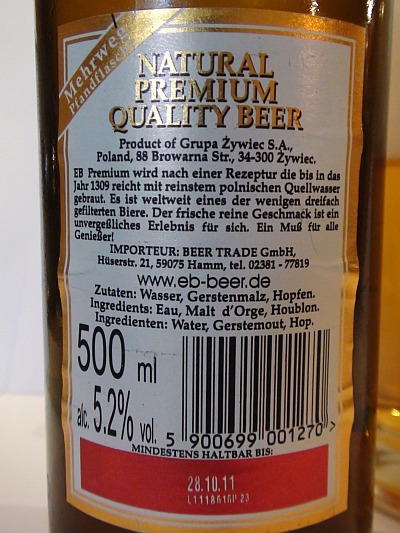 Mehrweg
Pfandflasche
NATURAL
PREMIUM
QUALITY BEER
Product of Grupa Żywiec S.A.,
Poland, 88 Browarna Str., 34-300 Żywiec.
EB Premium wird nach einer Rezeptur die bis in das
Jahr 1309 reicht mit reinstem polnischen Quellwasser
gebraut. Es ist weltweit eines der wenigen dreifach
gefilterten Biere. Der frische reine Geschmack ist ein
unvergeßliches Erlebnis für sich. Ein Muß für alle
Genießer!
IMPORTEUR: BEER TRADE GmbH,
Hüserstr. 21, 59075 Hamm, tel. 02381 - 77819
www.eb-beer.de
Zutaten: Wasser, Gerstenmalz, Hopfen.
Ingredients: Eau, Malt d'Orge, Houblon.
Ingredienten: Water, Gerstemout, Hop.
500 ml
alc. 5.2% vol.
5 900699 001270 >
MINDESTENS HALTBAR BIS:
28.10.11